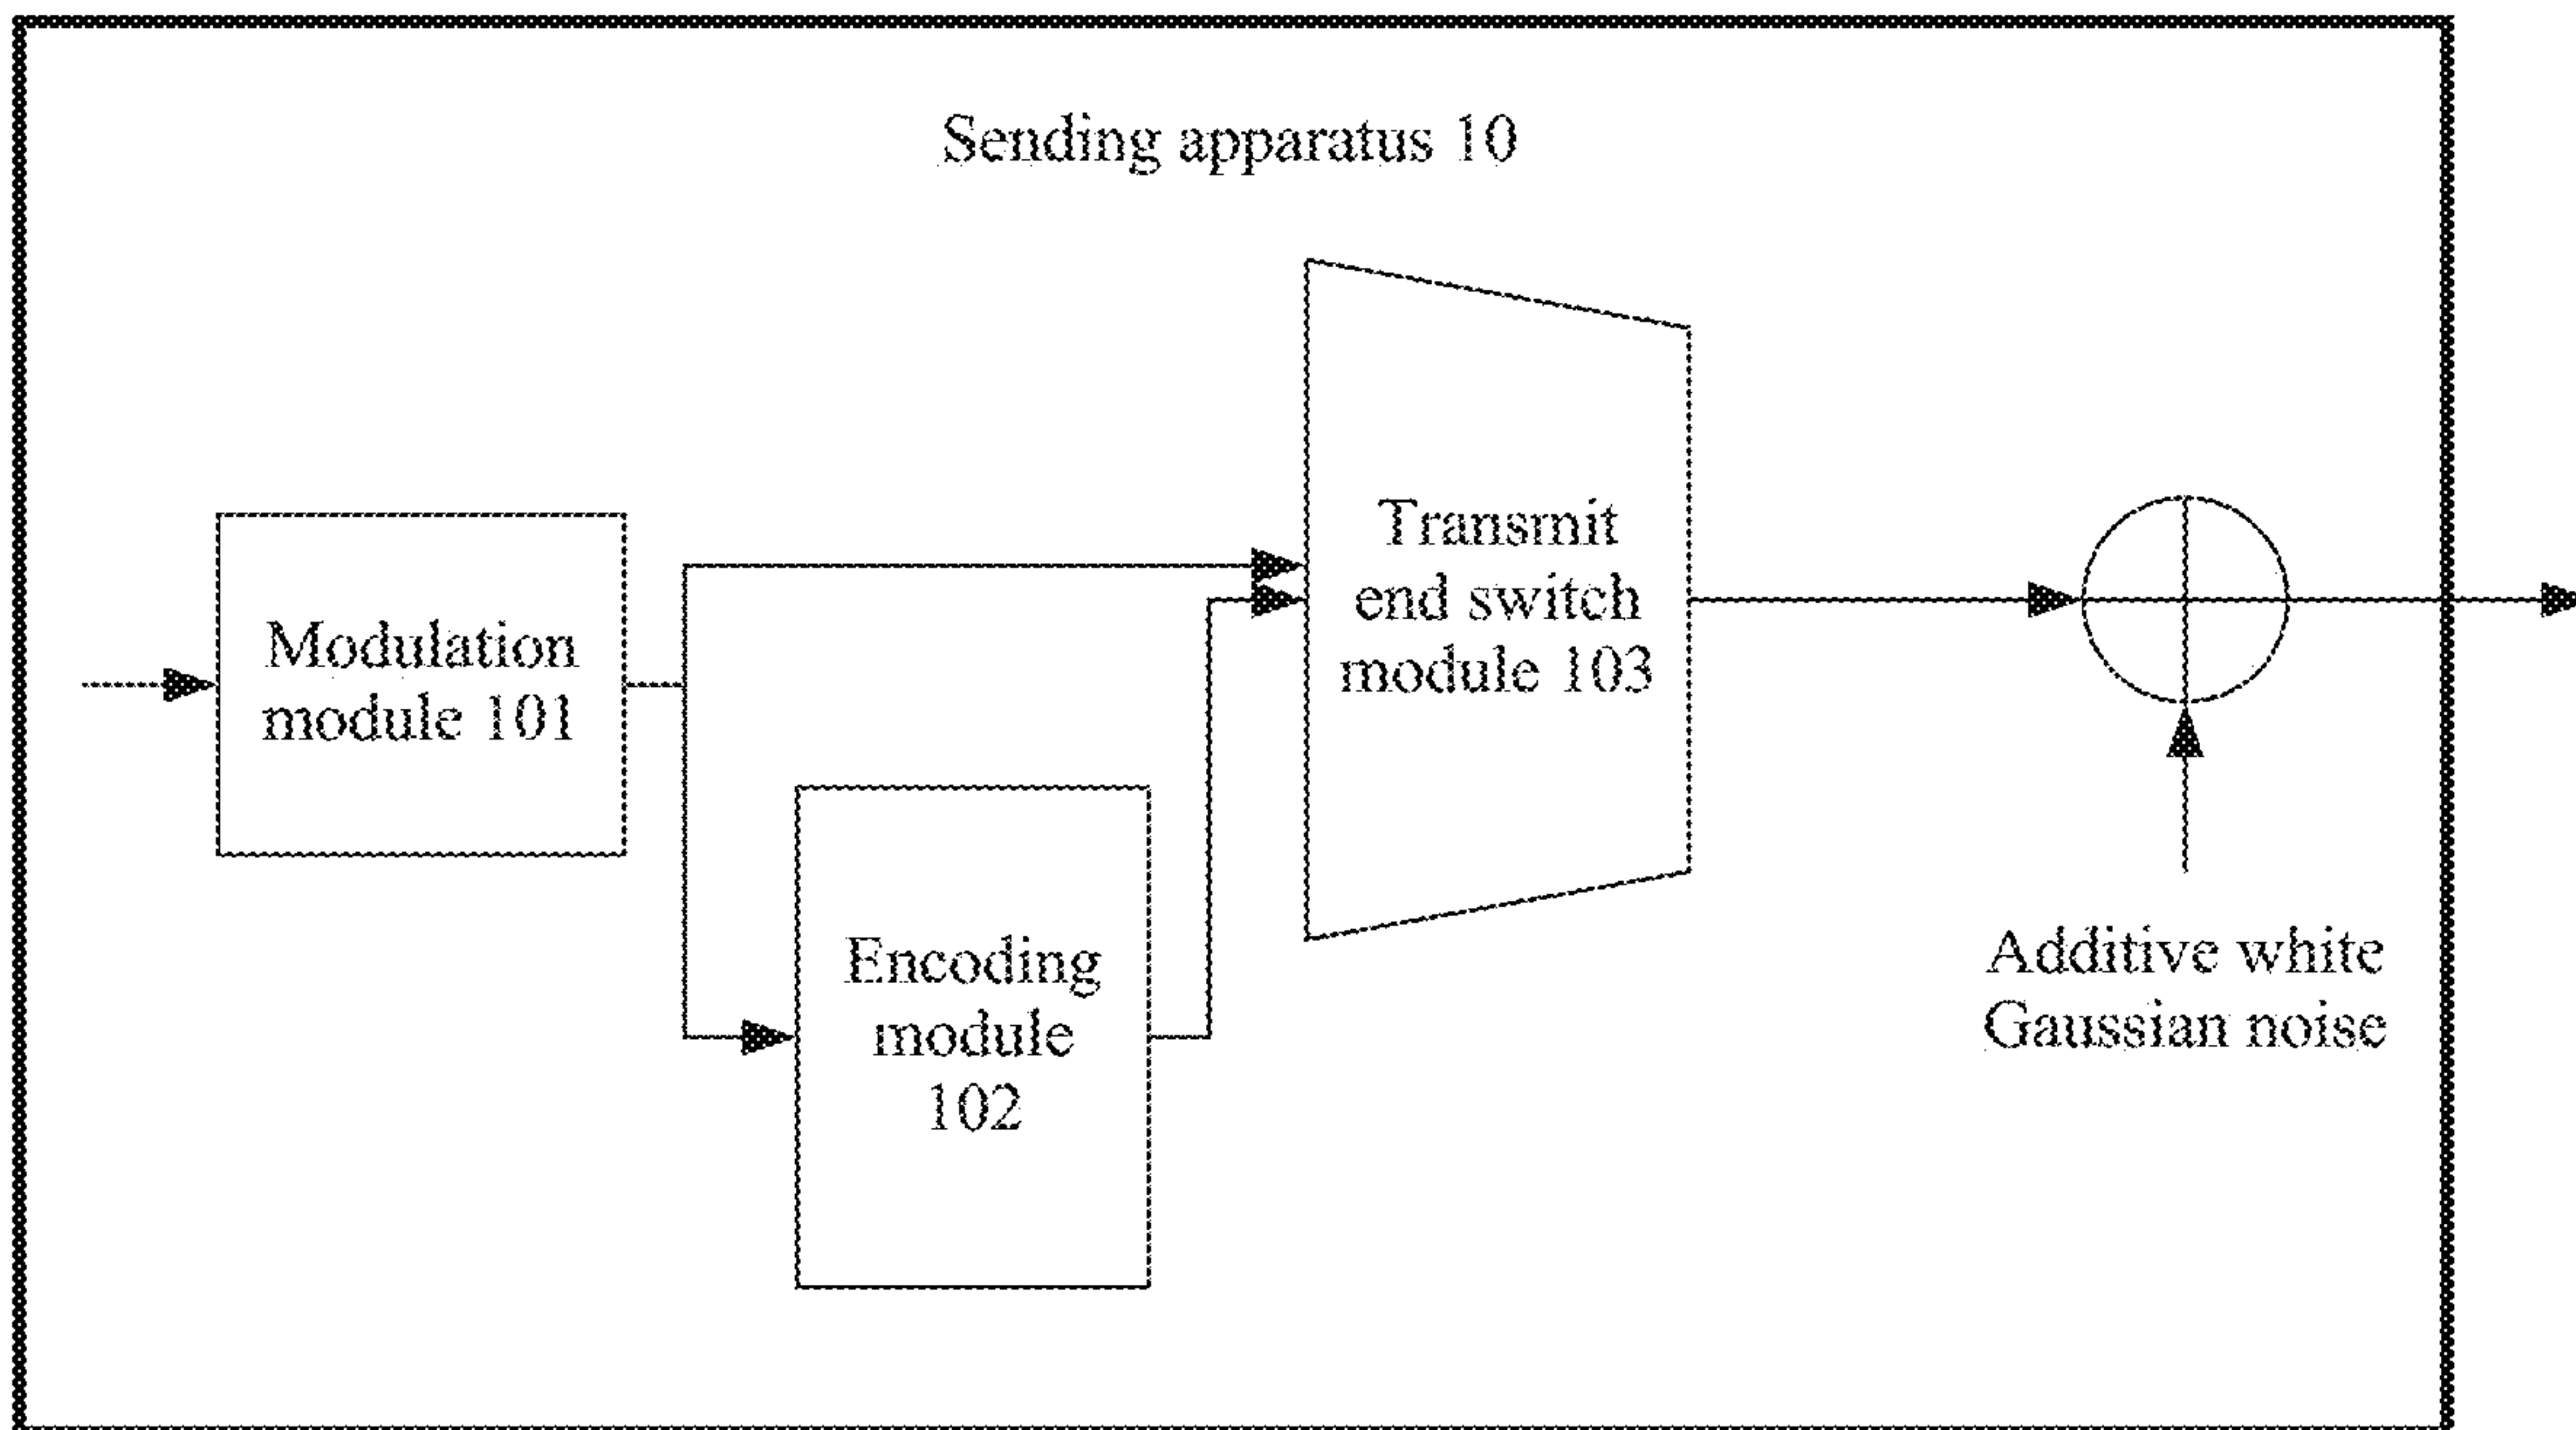 Sending apparatus 10
Modulation
module 101
Encoding
module
102
Transmit
end switch
module 103
Additive white
Gaussian noise